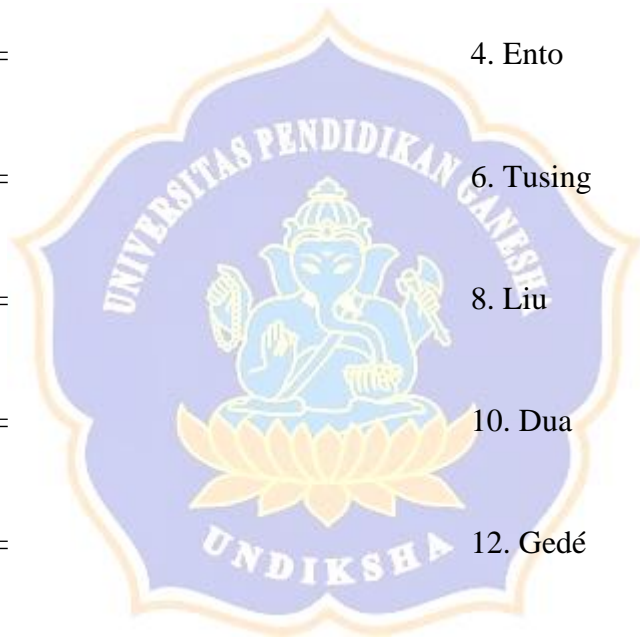 = 4. Ento
UNIVERSITAS PENDIDIKAN GANESHA
= 6. Tusing
= 8. Liu
= 10. Dua
= 12. Gedé
UNDIKSHA